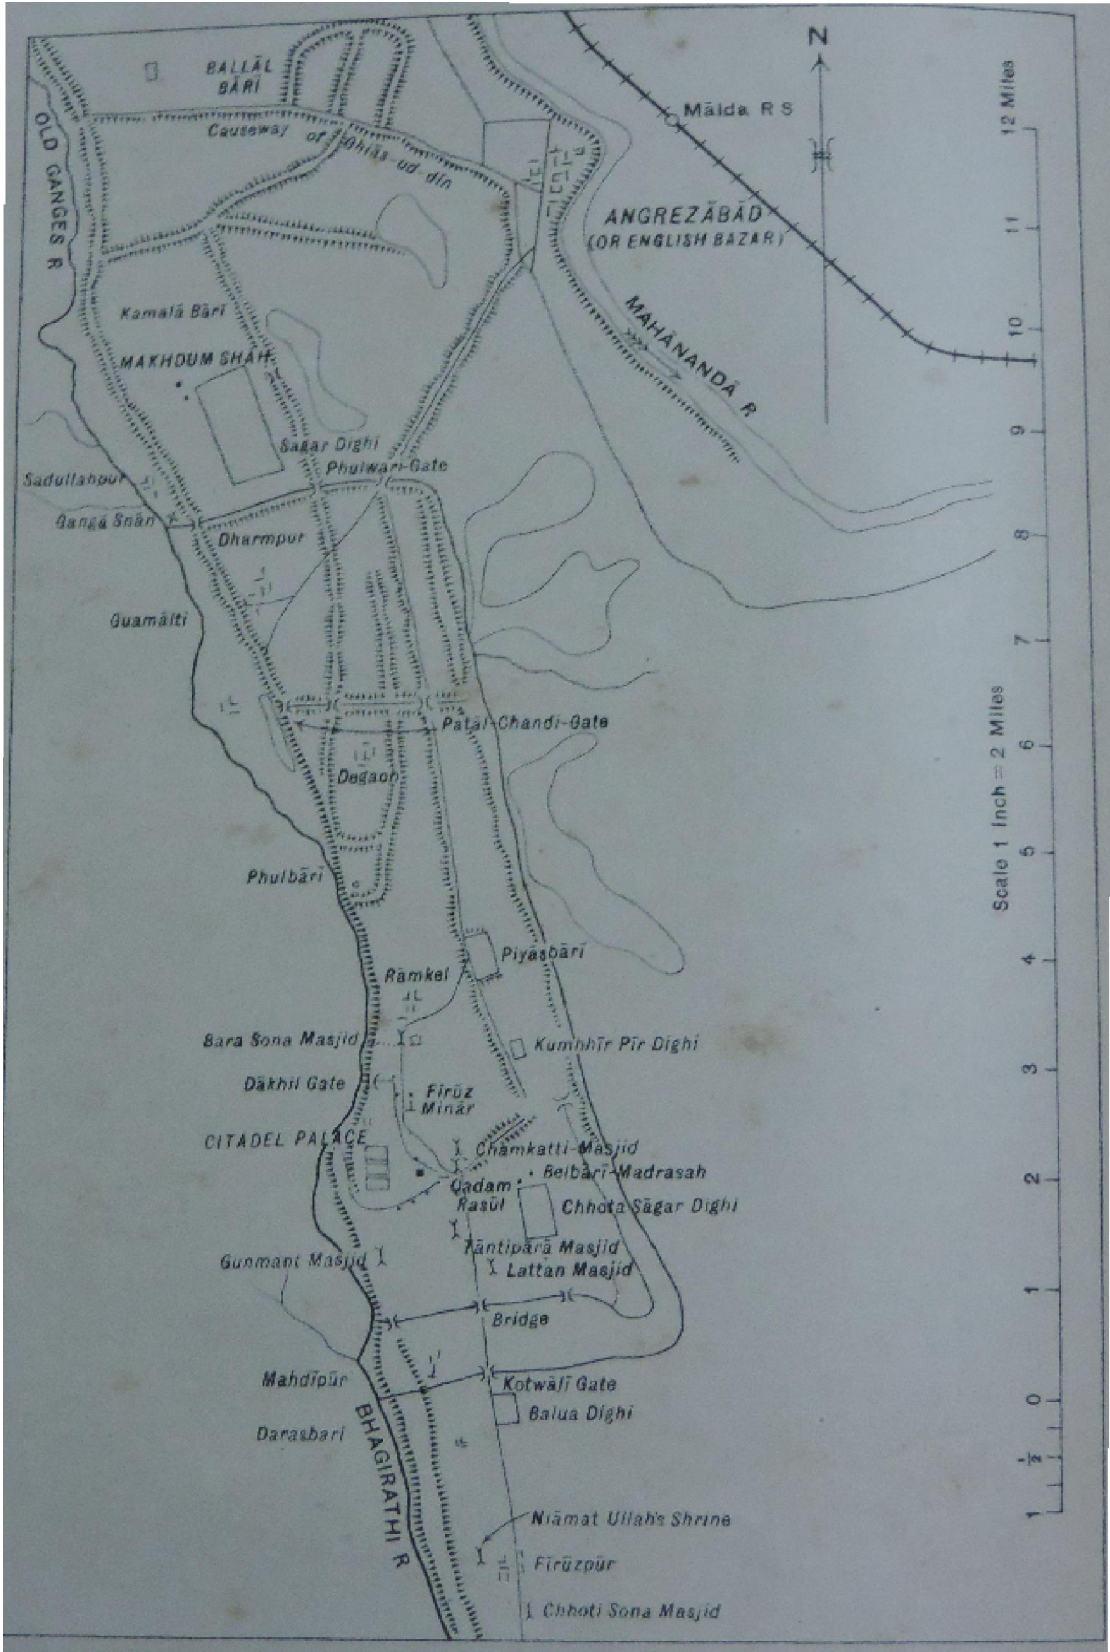 N
BALLĀL
BĀRĪ
Mālda R S
12 Miles
OLD GANGES R
Causeway of Ghiās-ud-din
ANGREZĀBĀD
(OR ENGLISH BAZAR)
11
Kamalā Bārī
MAHĀNANDĀ R
10
MAKHDUM SHĀH
9
Sāgar Dighi
Phulwari-Gate
Sadullahpur
Gangā Snān
Dharmpur
8
Guamālti
7
Patāl-Chandi-Gate
6
Degaon
Scale 1 Inch = 2 Miles
Phulbārī
5
Piyāsbārī
4
Rāmkel
Bara Sona Masjid
Kumhhīr Pīr Dighi
3
Dākhil Gate
Fīrūz
Minār
CITADEL PALACE
Chāmkatti-Masjid
Belbārī-Madrasah
2
Qadam
Rasūl
Chhota Sāgar Dighi
Tāntipārā Masjid
Gunmant Masjid
Lattan Masjid
1
Bridge
Mahdīpūr
Kotwālī Gate
0
Balua Dighi
Darasbari
BHAGIRATHI R
½
1
Niāmat Ullah's Shrine
Fīrūzpūr
Chhoti Sona Masjid